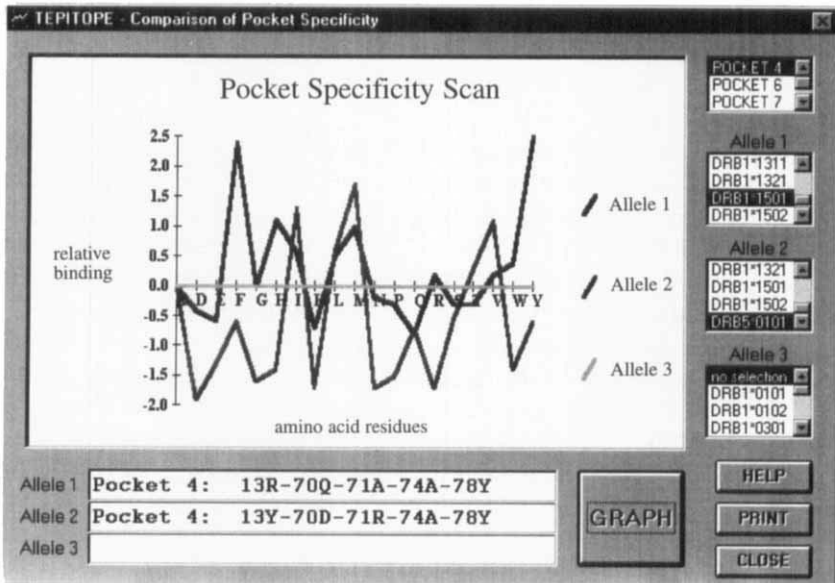 TEPITOPE - Comparison of Pocket Specificity
Pocket Specificity Scan
2.5
2.0
1.5
1.0
0.5
0.0
-0.5
-1.0
-1.5
-2.0
relative
binding
D E F G H I K L M N P Q R S T V W Y
amino acid residues
Allele 1
Allele 2
Allele 3
POCKET 4
POCKET 6
POCKET 7
Allele 1
DRB1*1311
DRB1*1321
DRB1*1501
DRB1*1502
Allele 2
DRB1*1321
DRB1*1501
DRB1*1502
DRB5*0101
Allele 3
no selection
DRB1*0101
DRB1*0102
DRB1*0301
Allele 1 Pocket 4: 13R-70Q-71A-74A-78Y
Allele 2 Pocket 4: 13Y-70D-71R-74A-78Y
Allele 3
GRAPH
HELP
PRINT
CLOSE